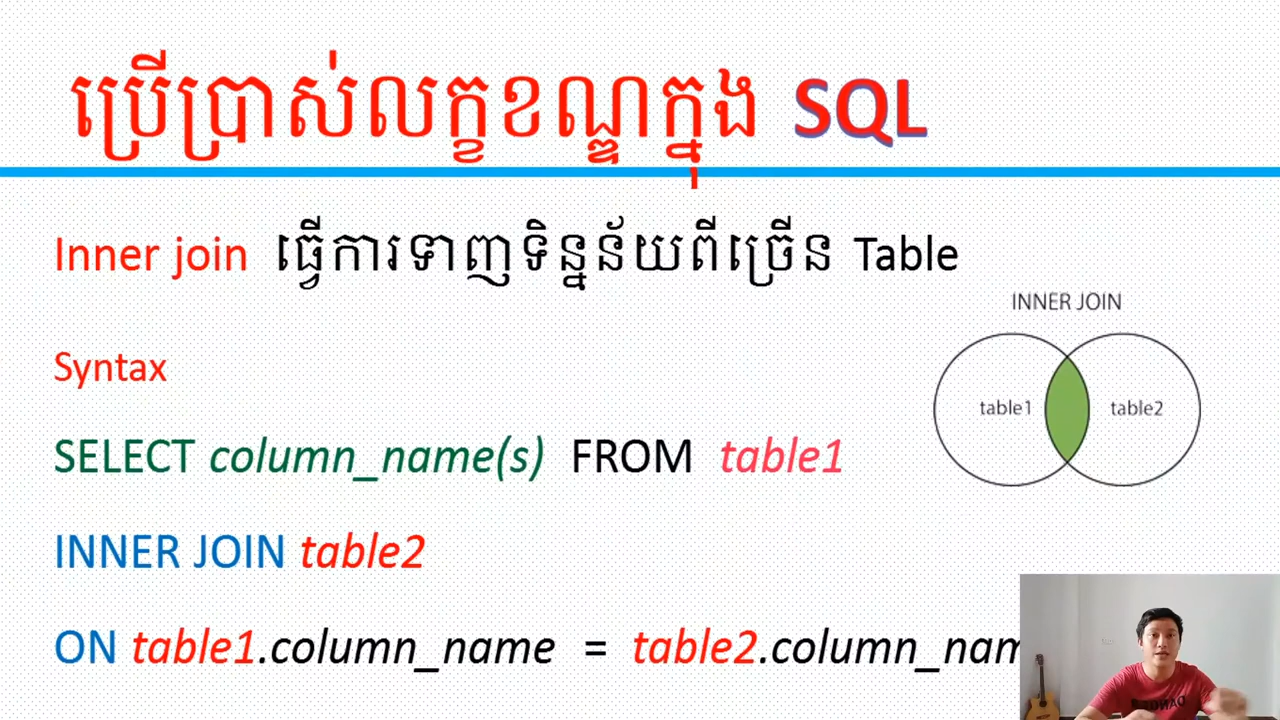 ប្រើប្រាស់លក្ខខណ្ឌក្នុង SQL
Inner join ធ្វើការទាញទិន្នន័យពីច្រើន Table
INNER JOIN
table1
table2
Syntax
SELECT column_name(s) FROM table1
INNER JOIN table2
ON table1.column_name = table2.column_nam